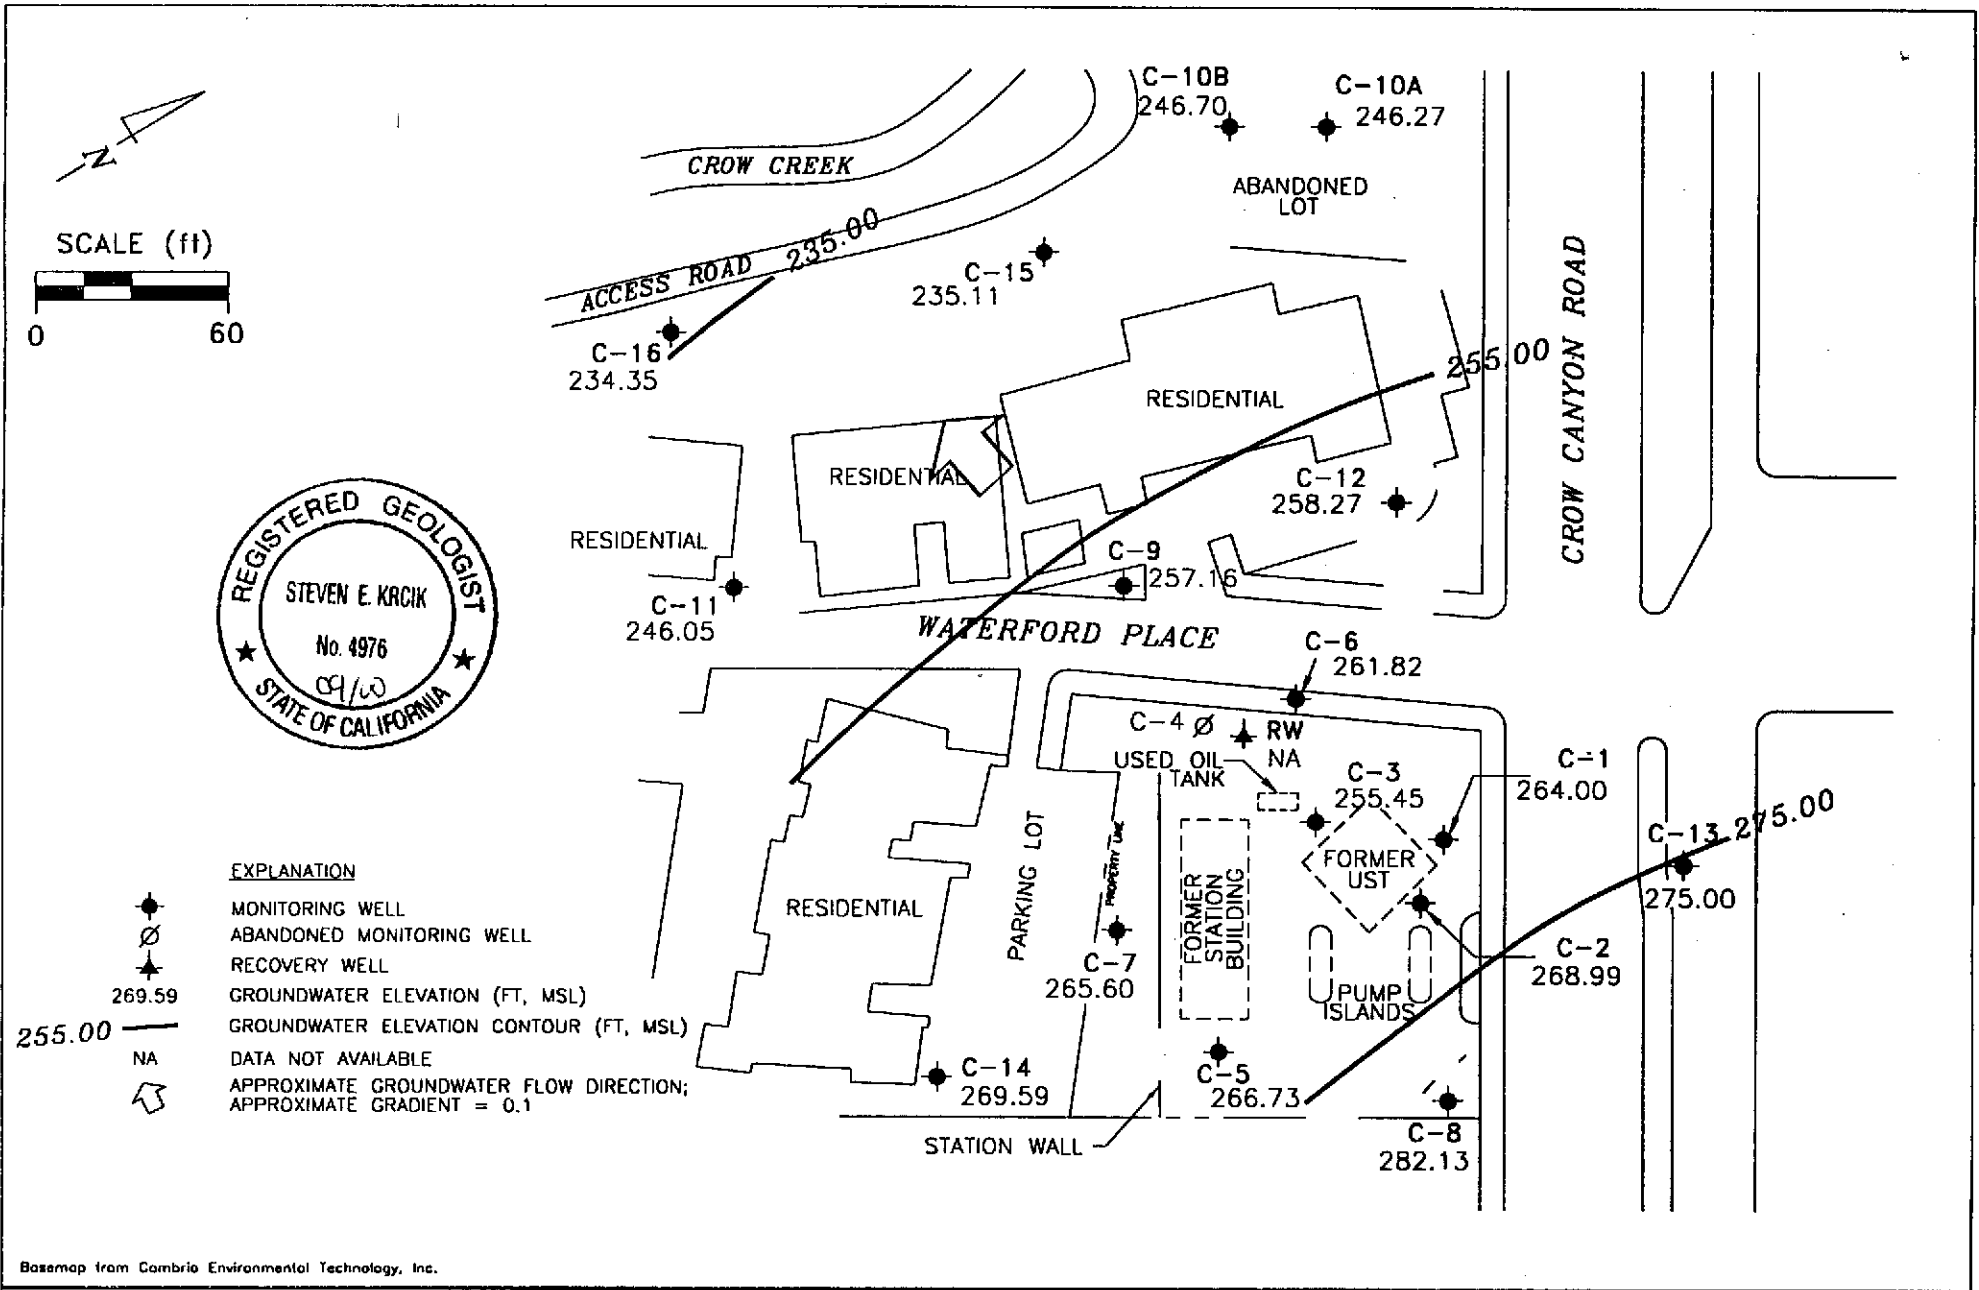 C-10B
246.70
C-10A
246.27
CROW CREEK
ABANDONED
LOT
N
SCALE (ft)
0 60
ACCESS ROAD
235.00
C-15
235.11
C-16
234.35
CROW CANYON ROAD
255.00
RESIDENTIAL
RESIDENTIAL
RESIDENTIAL
C-12
258.27
C-9
257.16
C-11
246.05
WATERFORD PLACE
C-6
261.82
REGISTERED GEOLOGIST
STEVEN E. KRCIK
No. 4976
STATE OF CALIFORNIA
C-4
RW
NA
USED OIL
TANK
C-3
255.45
C-1
264.00
C-13
275.00
275.00
FORMER
UST
PARKING LOT
PROPERTY LINE
FORMER
STATION
BUILDING
RESIDENTIAL
C-7
265.60
C-2
268.99
PUMP
ISLANDS
C-14
269.59
C-5
266.73
C-8
282.13
STATION WALL
EXPLANATION
MONITORING WELL
ABANDONED MONITORING WELL
RECOVERY WELL
269.59 GROUNDWATER ELEVATION (FT, MSL)
255.00 GROUNDWATER ELEVATION CONTOUR (FT, MSL)
NA DATA NOT AVAILABLE
APPROXIMATE GROUNDWATER FLOW DIRECTION;
APPROXIMATE GRADIENT = 0.1
Basemap from Cambria Environmental Technology, Inc.